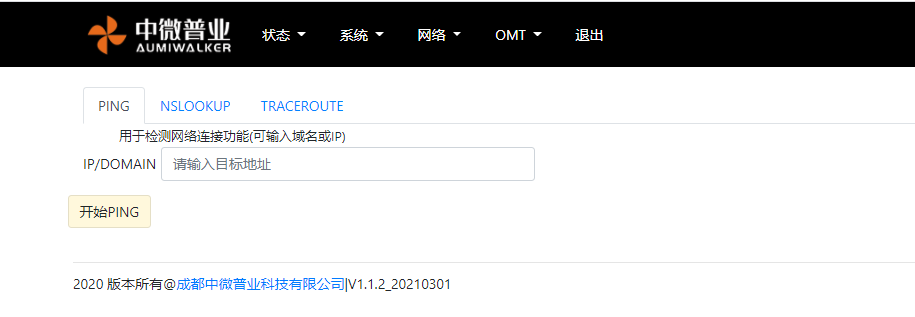 中微普业
AUMIWALKER
状态 系统 网络 OMT 退出
PING NSLOOKUP TRACEROUTE
用于检测网络连接功能(可输入域名或IP)
IP/DOMAIN 请输入目标地址
开始PING
2020 版本所有@成都中微普业科技有限公司|V1.1.2_20210301